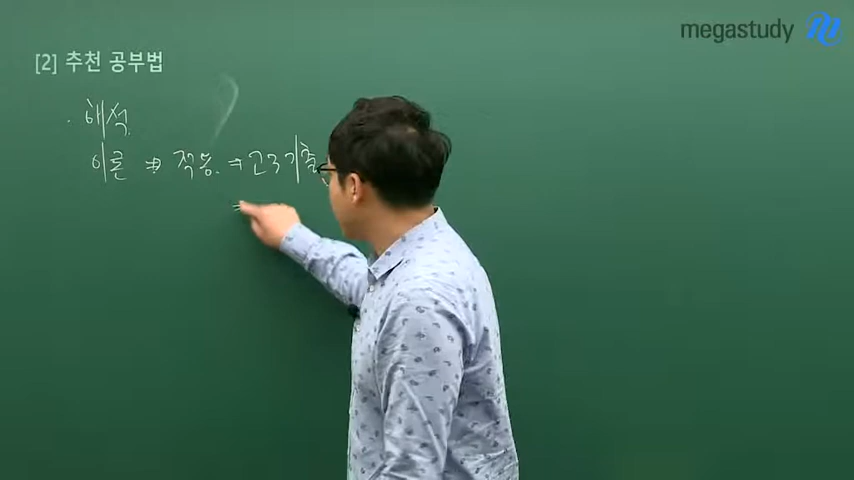 megastudy
[2] 추천 공부법
· 해석
이론 ⇒ 적용. ⇒ 고3기출